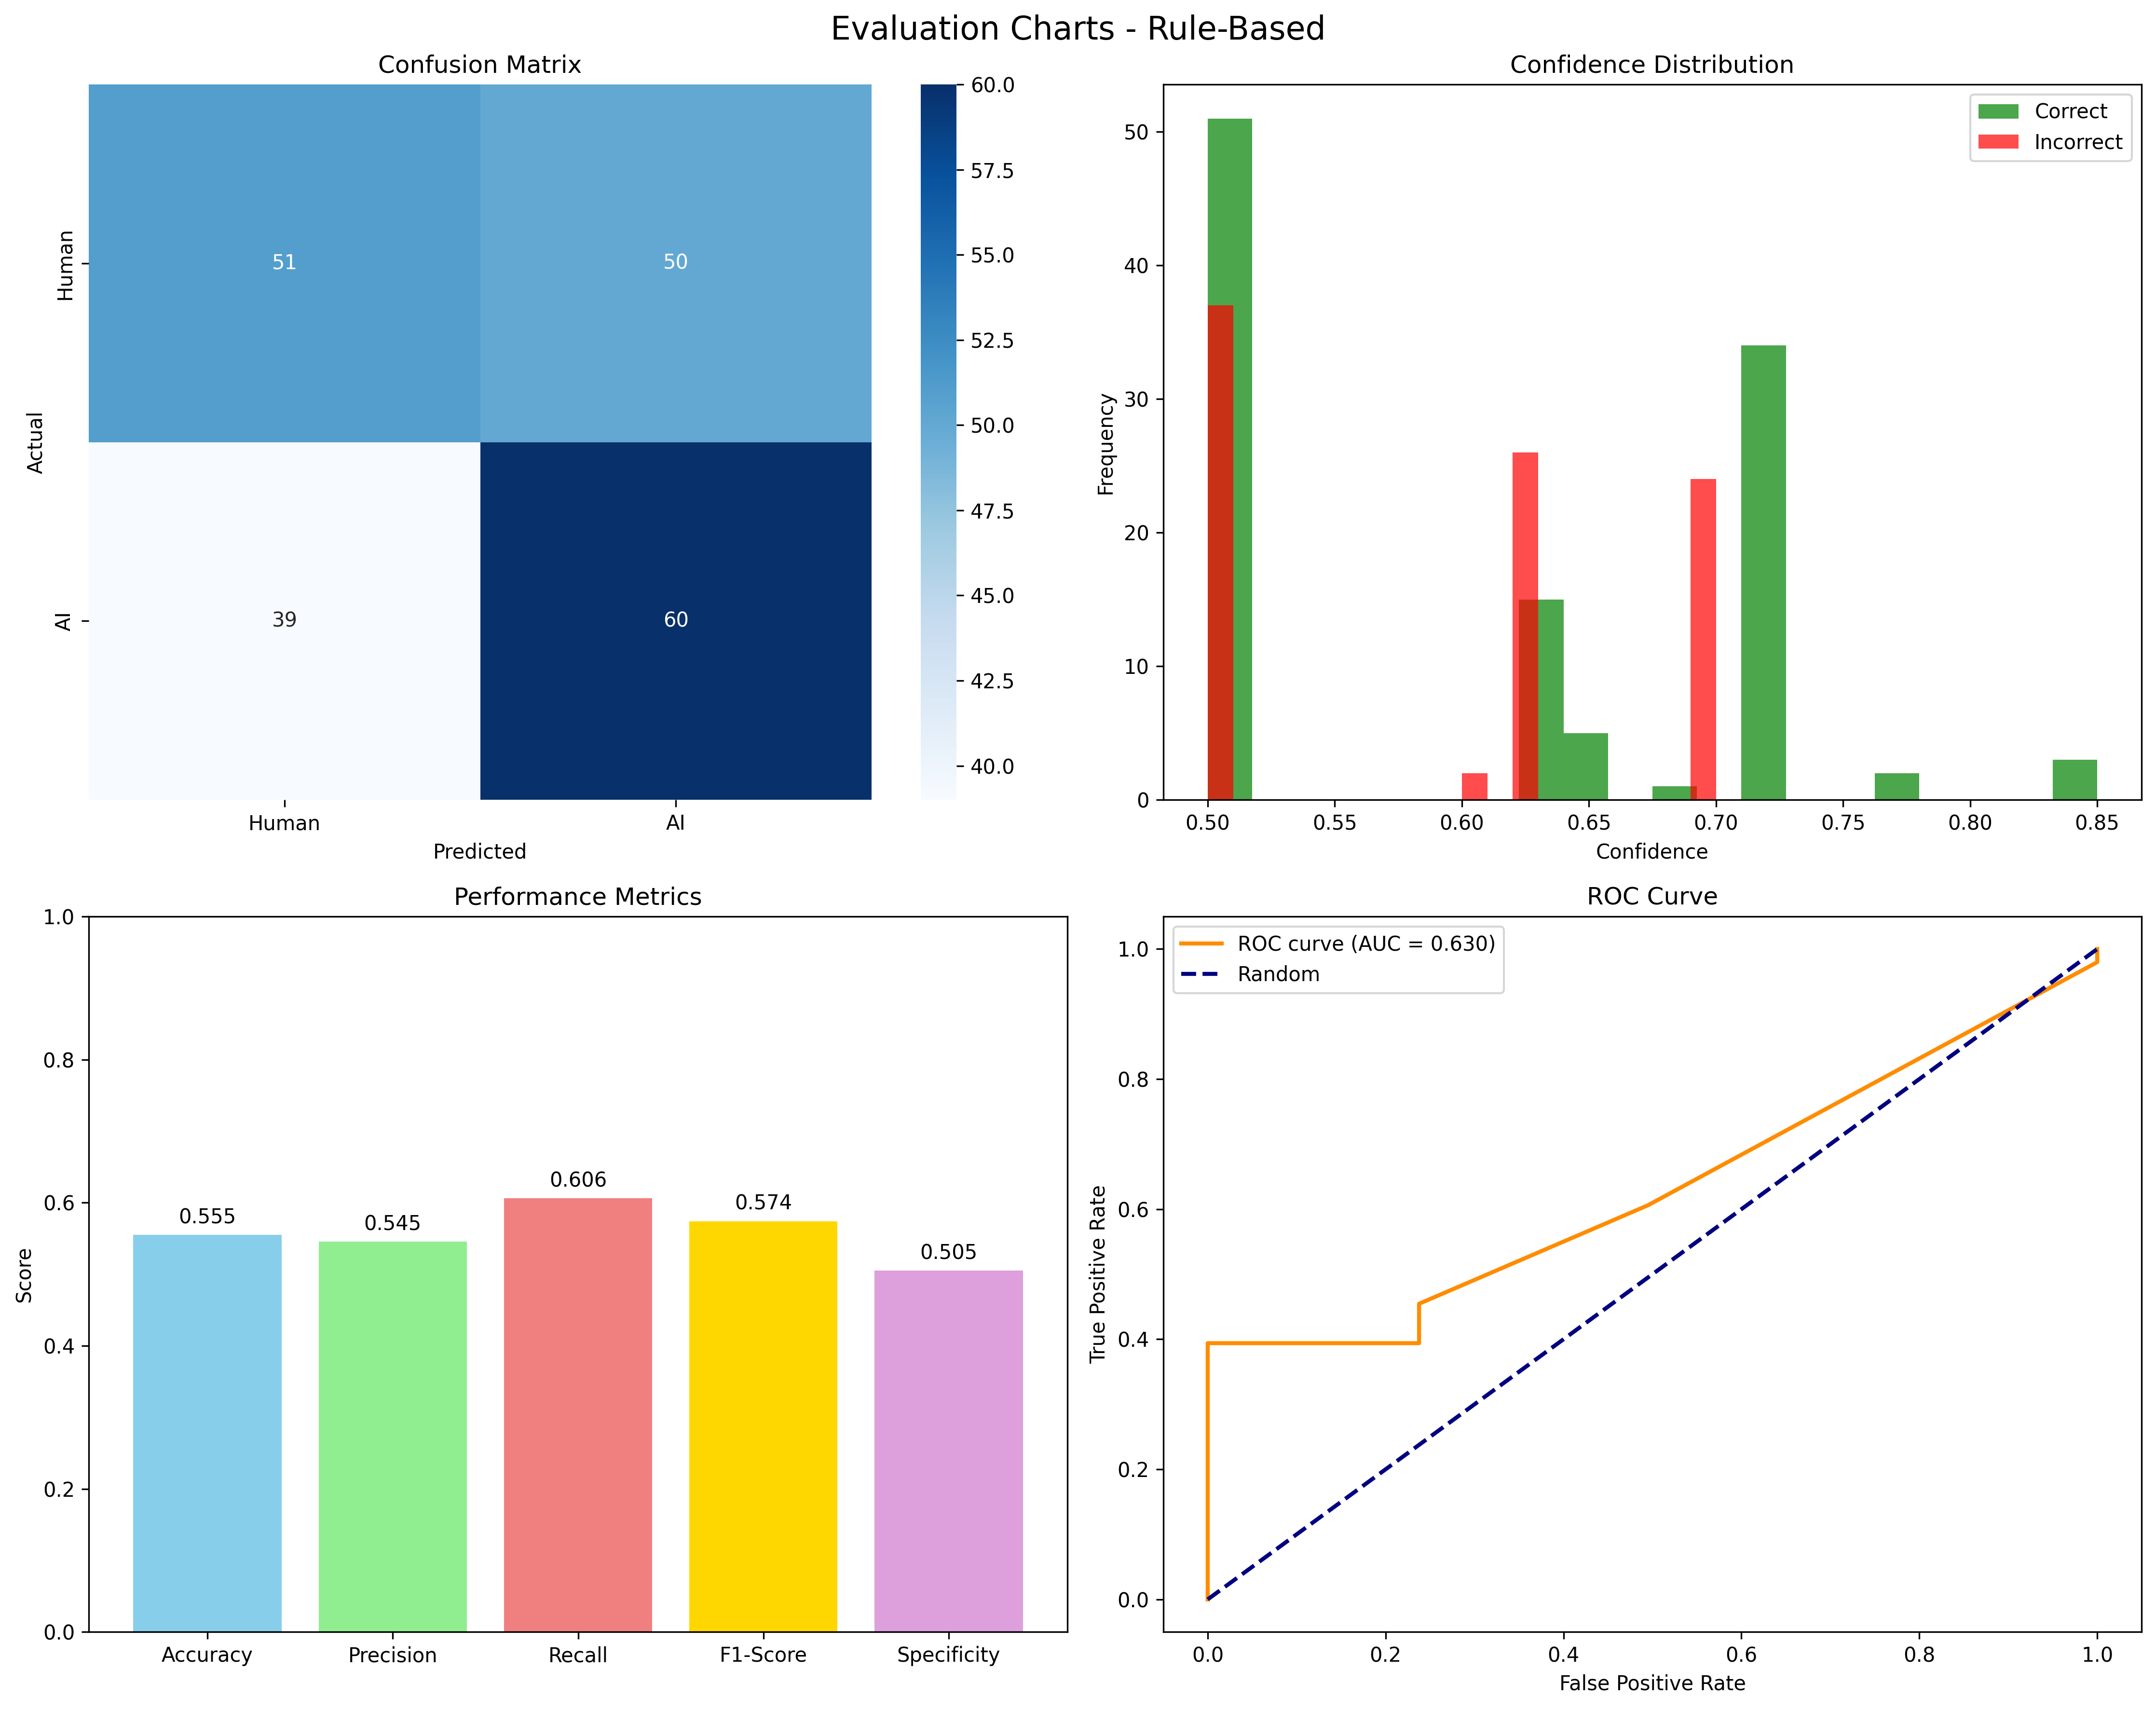 Evaluation Charts - Rule-Based
Confusion Matrix
Human
AI
Actual
51
50
39
60
Human
AI
Predicted
60.0
57.5
55.0
52.5
50.0
47.5
45.0
42.5
40.0
Confidence Distribution
Correct
Incorrect
Frequency
50
40
30
20
10
0
0.50
0.55
0.60
0.65
0.70
0.75
0.80
0.85
Confidence
Performance Metrics
Score
1.0
0.8
0.6
0.4
0.2
0.0
0.555
0.545
0.606
0.574
0.505
Accuracy
Precision
Recall
F1-Score
Specificity
ROC Curve
ROC curve (AUC = 0.630)
Random
True Positive Rate
1.0
0.8
0.6
0.4
0.2
0.0
0.0
0.2
0.4
0.6
0.8
1.0
False Positive Rate